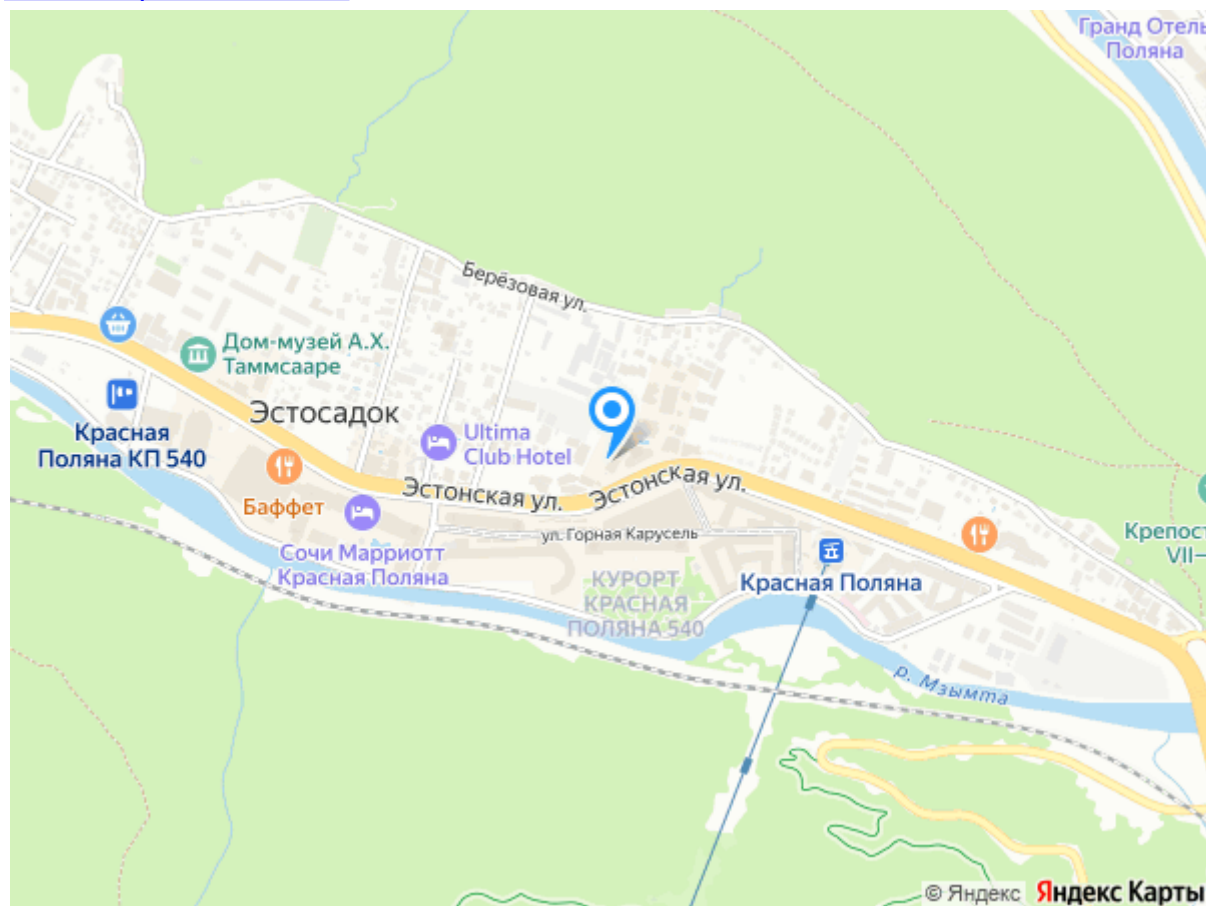 Гранд Отель
Поляна
Берёзовая ул.
Дом-музей А.Х.
Таммсааре
Эстосадок
Красная
Поляна КП 540
Ultima
Club Hotel
Эстонская ул.
Эстонская ул.
Баффет
ул. Горная Карусель
Крепост
VII–
Сочи Марриотт
Красная Поляна
КУРОРТ
КРАСНАЯ
ПОЛЯНА 540
Красная Поляна
р. Мзымта
© Яндекс Яндекс Карты